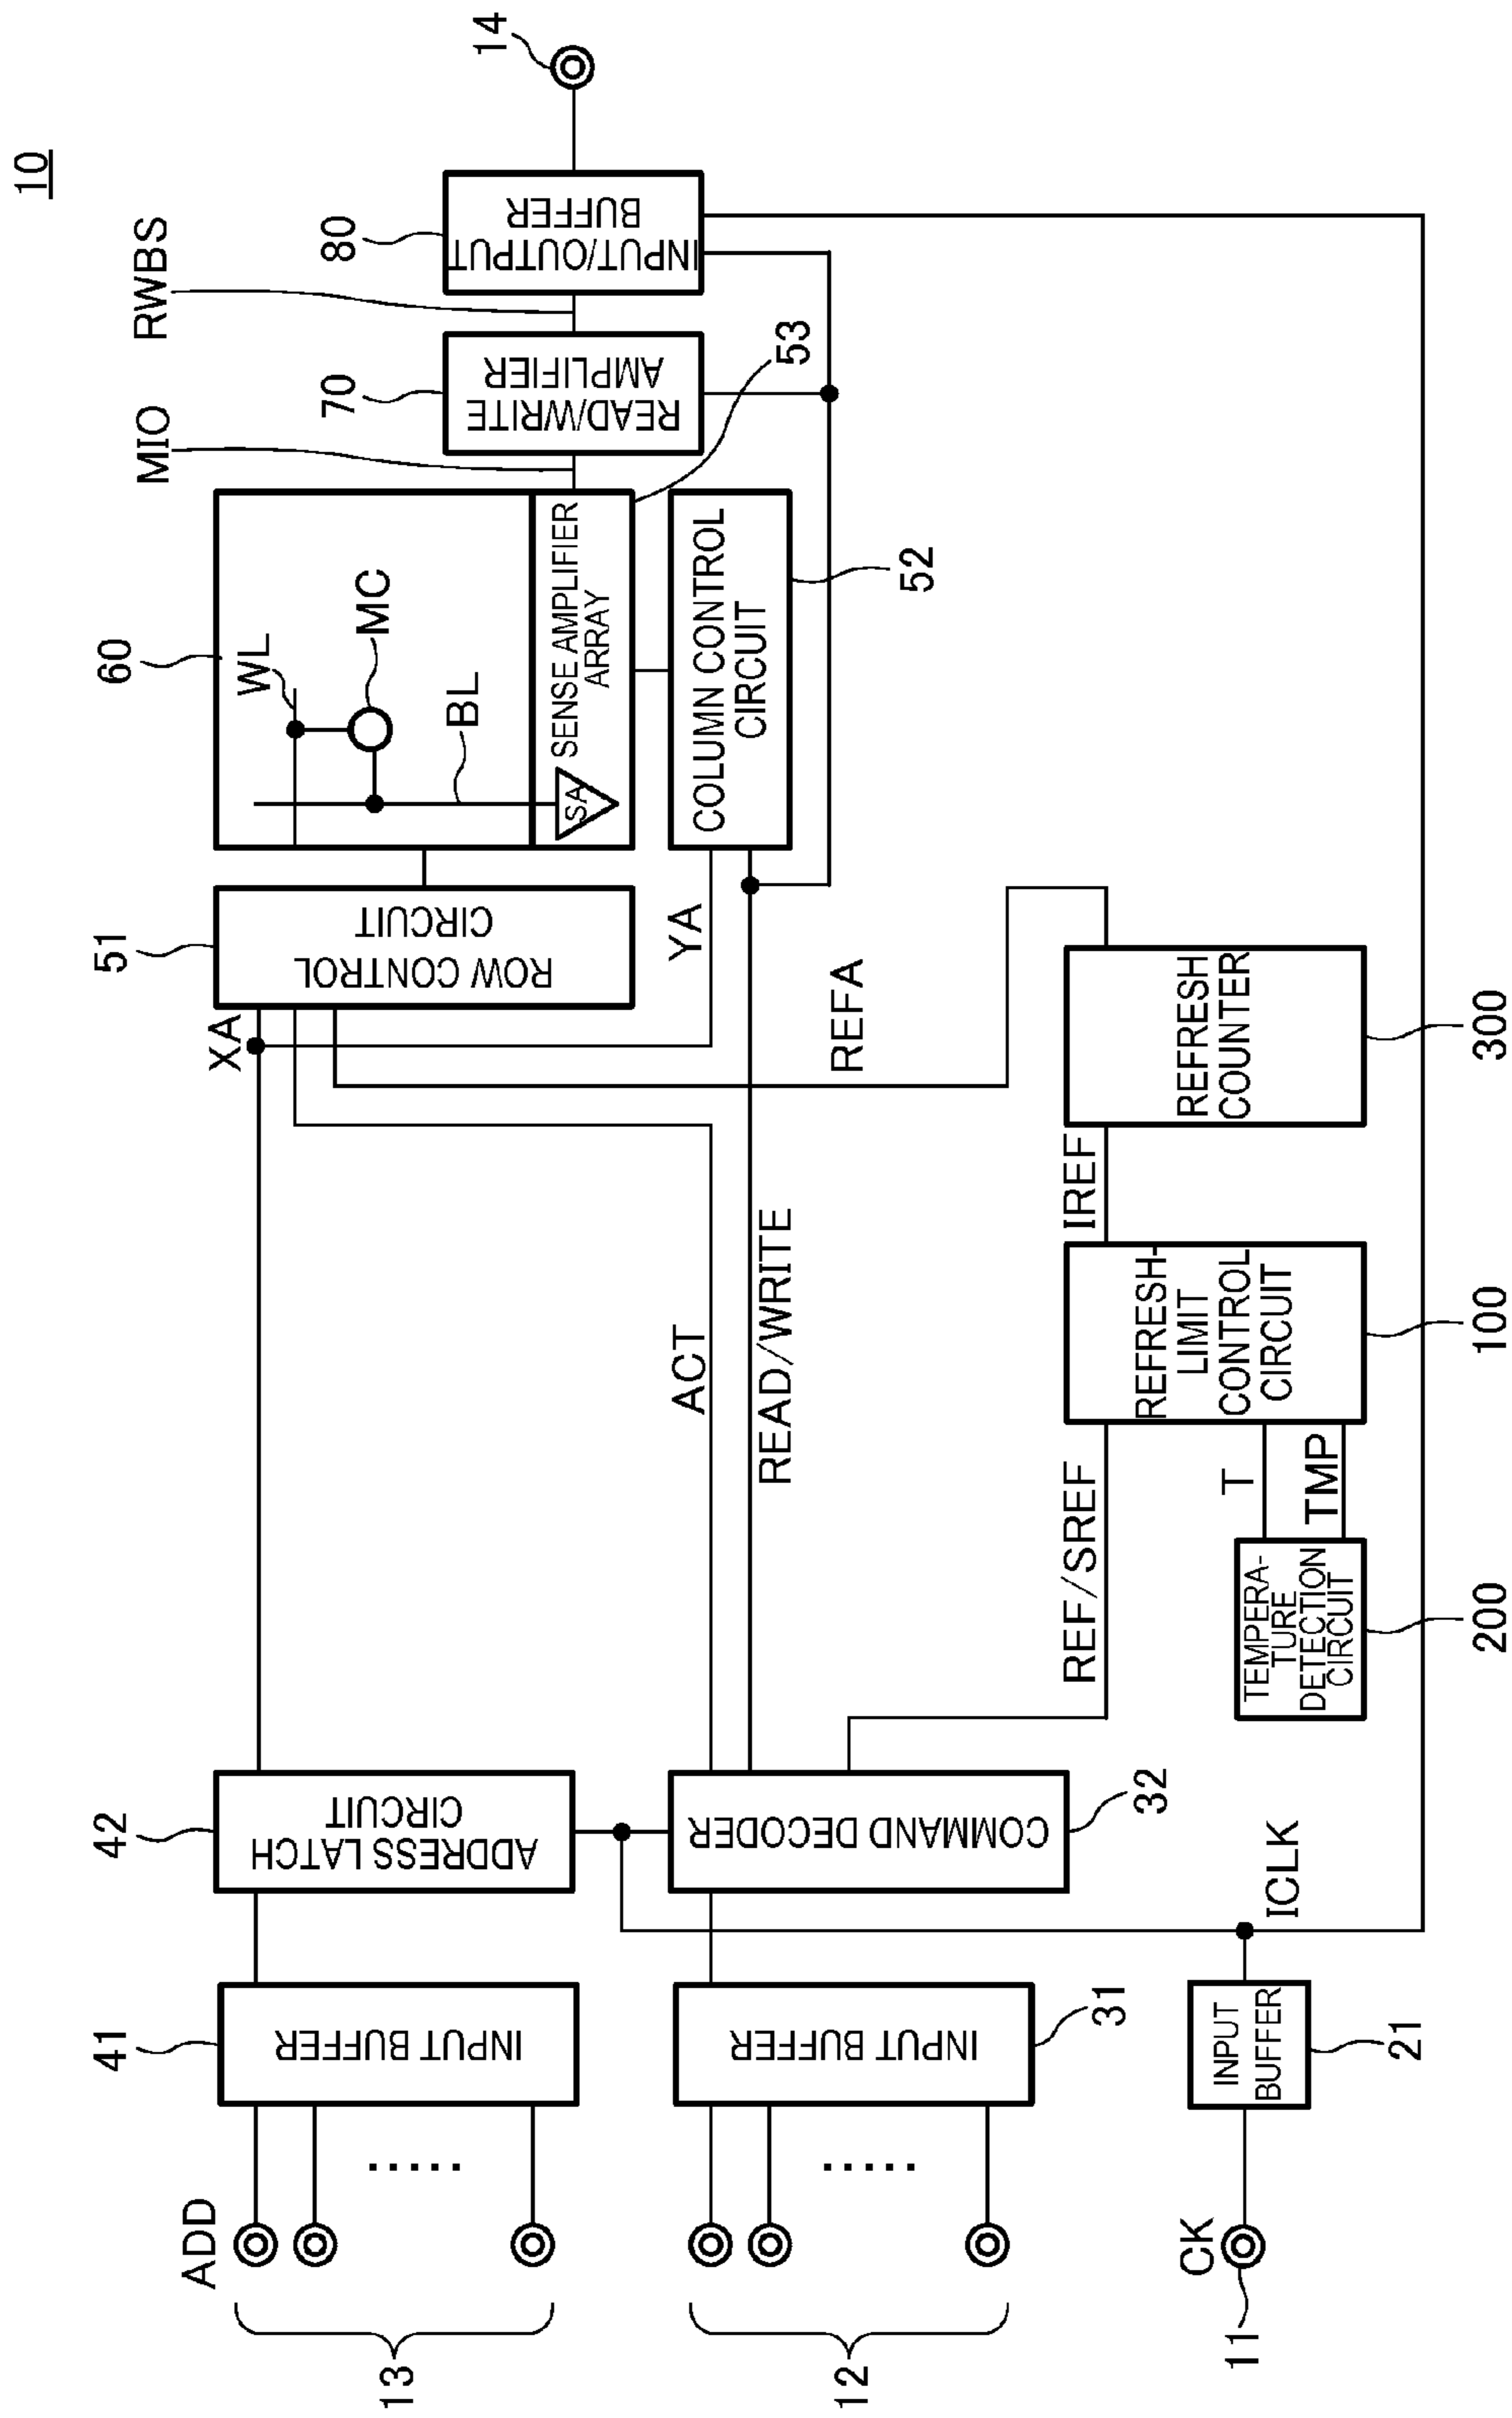 10
14
RWBS
80
INPUT/OUTPUT
BUFFER
MIO
70
READ/WRITE
AMPLIFIER
53
60
WL
MC
BL
SENSE AMPLIFIER
ARRAY
SA
COLUMN CONTROL
CIRCUIT
52
51
ROW CONTROL
CIRCUIT
XA
YA
REFA
REFRESH
COUNTER
300
IREF
ACT
READ/WRITE
REFRESH-
LIMIT
CONTROL
CIRCUIT
100
REF/SREF
T
TMP
TEMPERA-
TURE
DETECTION
CIRCUIT
200
42
ADDRESS LATCH
CIRCUIT
COMMAND DECODER
32
ICLK
41
INPUT BUFFER
INPUT BUFFER
31
INPUT
BUFFER
21
ADD
.....
.....
CK
13
12
11